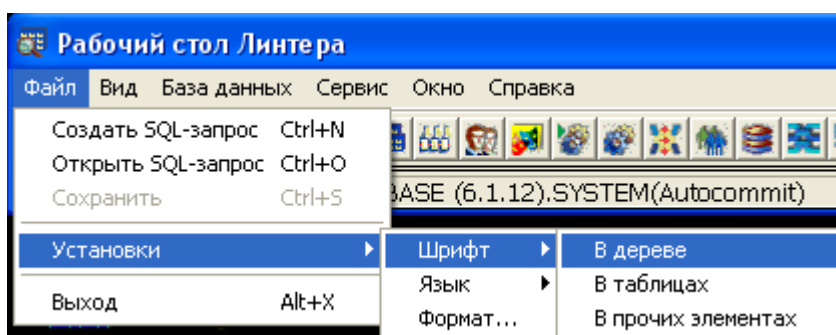 Рабочий стол Линтера
Файл Вид База данных Сервис Окно Справка
Создать SQL-запрос Ctrl+N
Открыть SQL-запрос Ctrl+O
Сохранить Ctrl+S
BASE (6.1.12).SYSTEM(Autocommit)
Установки Шрифт В дереве
Язык В таблицах
Выход Alt+X Формат... В прочих элементах